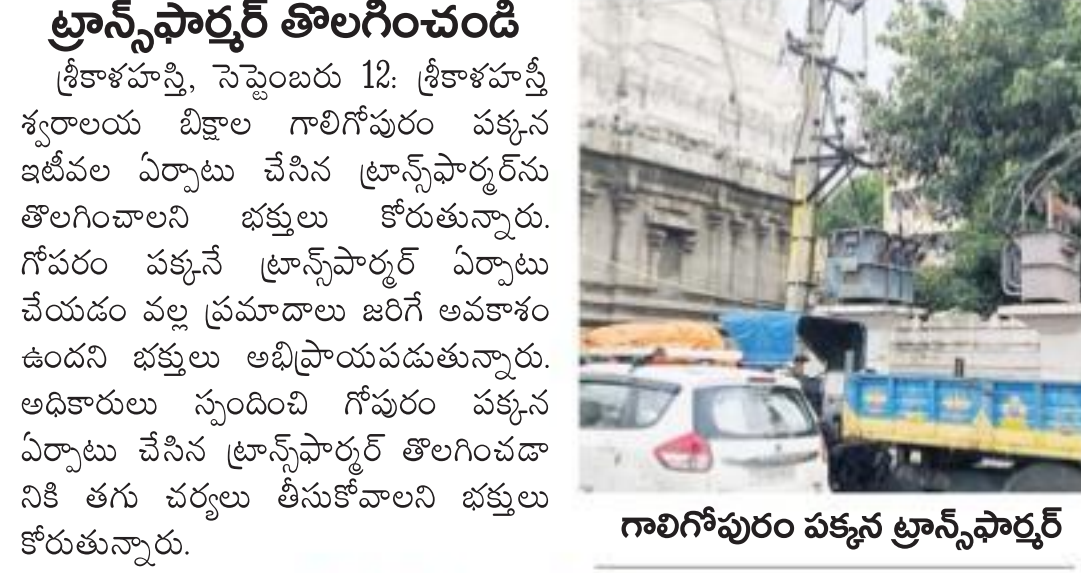 ట్రాన్స్‌ఫార్మర్ తొలగించండి
శ్రీకాళహస్తి, సెప్టెంబరు 12: శ్రీకాళహస్తీ
శ్వరాలయ బిక్షాల గాలిగోపురం పక్కన
ఇటీవల ఏర్పాటు చేసిన ట్రాన్స్‌ఫార్మర్‌ను
తొలగించాలని భక్తులు కోరుతున్నారు.
గోపరం పక్కనే ట్రాన్స్‌పార్మర్ ఏర్పాటు
చేయడం వల్ల ప్రమాదాలు జరిగే అవకాశం
ఉందని భక్తులు అభిప్రాయపడుతున్నారు.
అధికారులు స్పందించి గోపురం పక్కన
ఏర్పాటు చేసిన ట్రాన్స్‌ఫార్మర్ తొలగించడా
నికి తగు చర్యలు తీసుకోవాలని భక్తులు
కోరుతున్నారు.
గాలిగోపురం పక్కన ట్రాన్స్‌ఫార్మర్